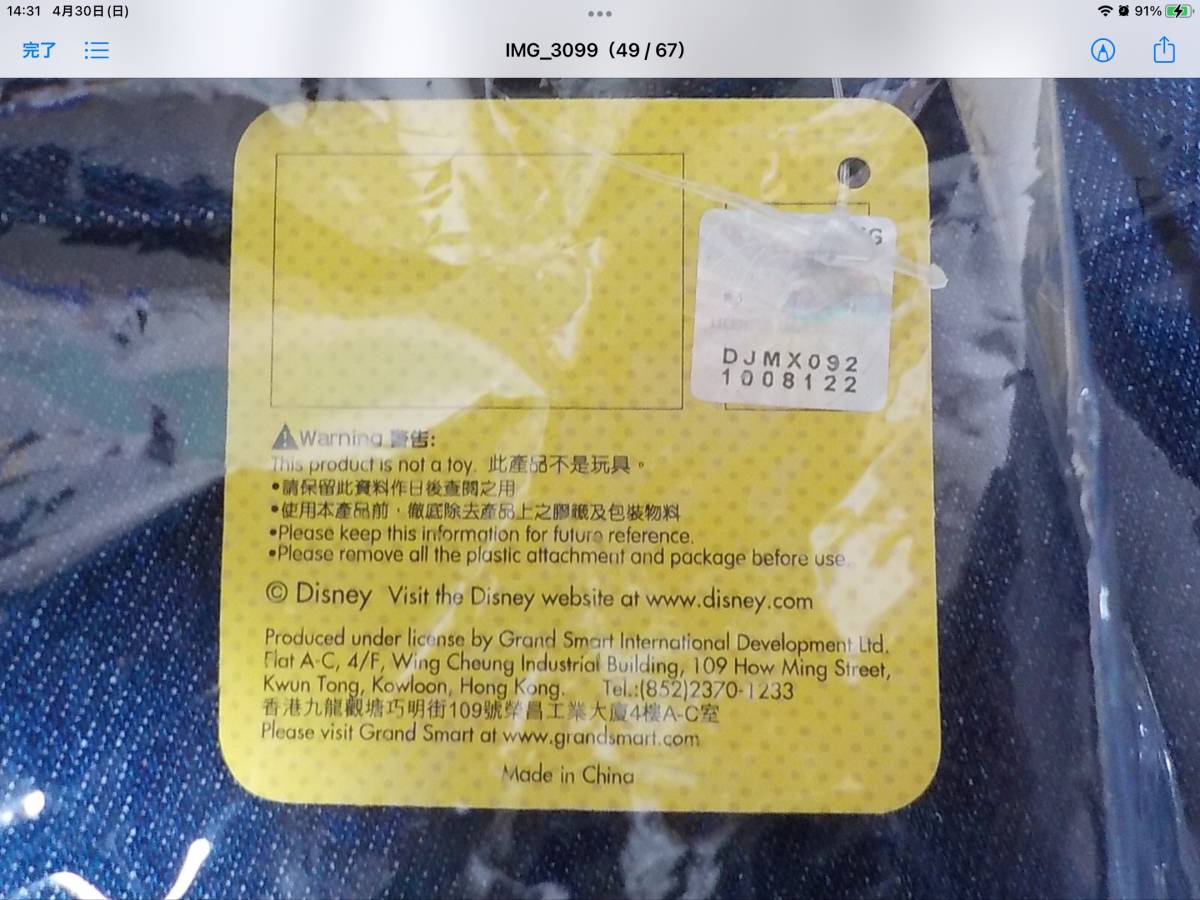 14:31 4月30日(日)
91%
完了
IMG_3099（49 / 67）
DJMX092
1008122
Warning 警告:
This product is not a toy. 此產品不是玩具。
•請保留此資料作日後查閱之用
•使用本產品前，徹底除去產品上之膠籤及包裝物料
•Please keep this information for future reference.
•Please remove all the plastic attachment and package before use.
© Disney Visit the Disney website at www.disney.com
Produced under license by Grand Smart International Development Ltd.
Flat A-C, 4/F, Wing Cheung Industrial Building, 109 How Ming Street,
Kwun Tong, Kowloon, Hong Kong. Tel.:(852)2370-1233
香港九龍觀塘巧明街109號榮昌工業大廈4樓A-C室
Please visit Grand Smart at www.grandsmart.com
Made in China